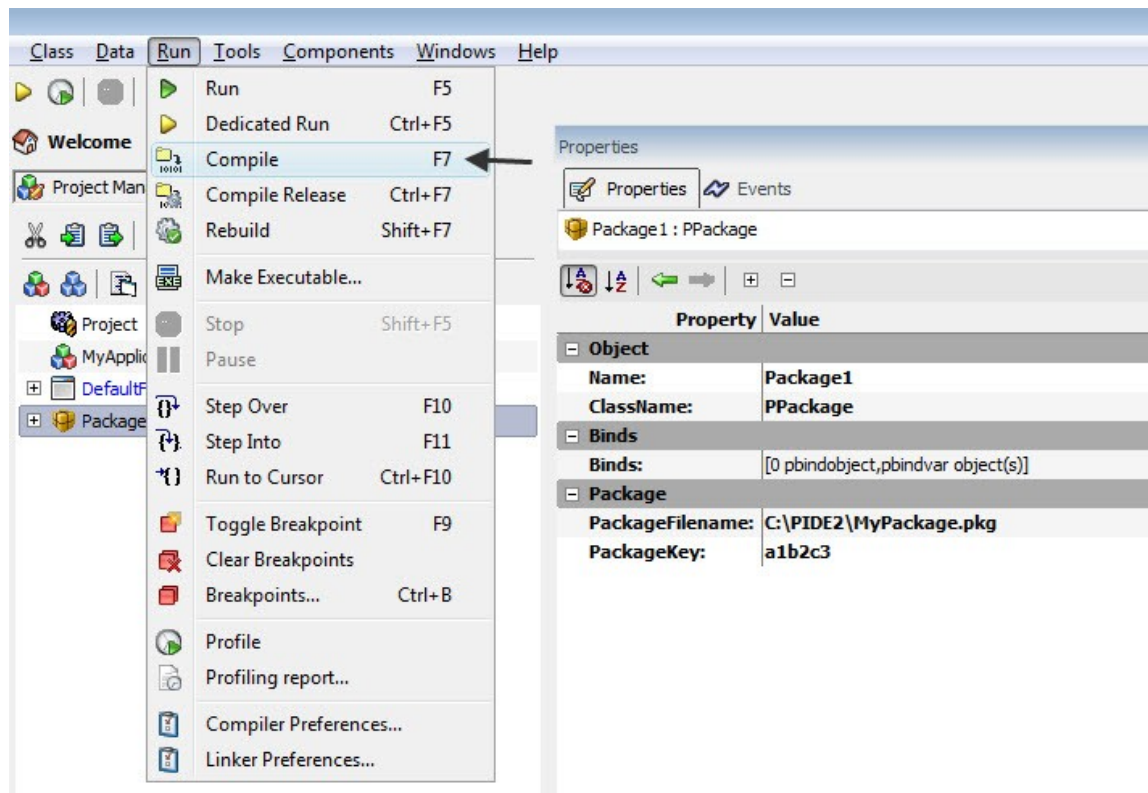 Class Data Run Tools Components Windows Help
Run F5
Dedicated Run Ctrl+F5
Compile F7
Compile Release Ctrl+F7
Rebuild Shift+F7
Make Executable...
Stop Shift+F5
Pause
Step Over F10
Step Into F11
Run to Cursor Ctrl+F10
Toggle Breakpoint F9
Clear Breakpoints
Breakpoints... Ctrl+B
Profile
Profiling report...
Compiler Preferences...
Linker Preferences...
Welcome
Project Man
Project
MyApplic
DefaultF
Package
Properties
Properties Events
Package1 : PPackage
Property Value
Object
Name: Package1
ClassName: PPackage
Binds
Binds: [0 pbindobject,pbindvar object(s)]
Package
PackageFilename: C:\PIDE2\MyPackage.pkg
PackageKey: a1b2c3